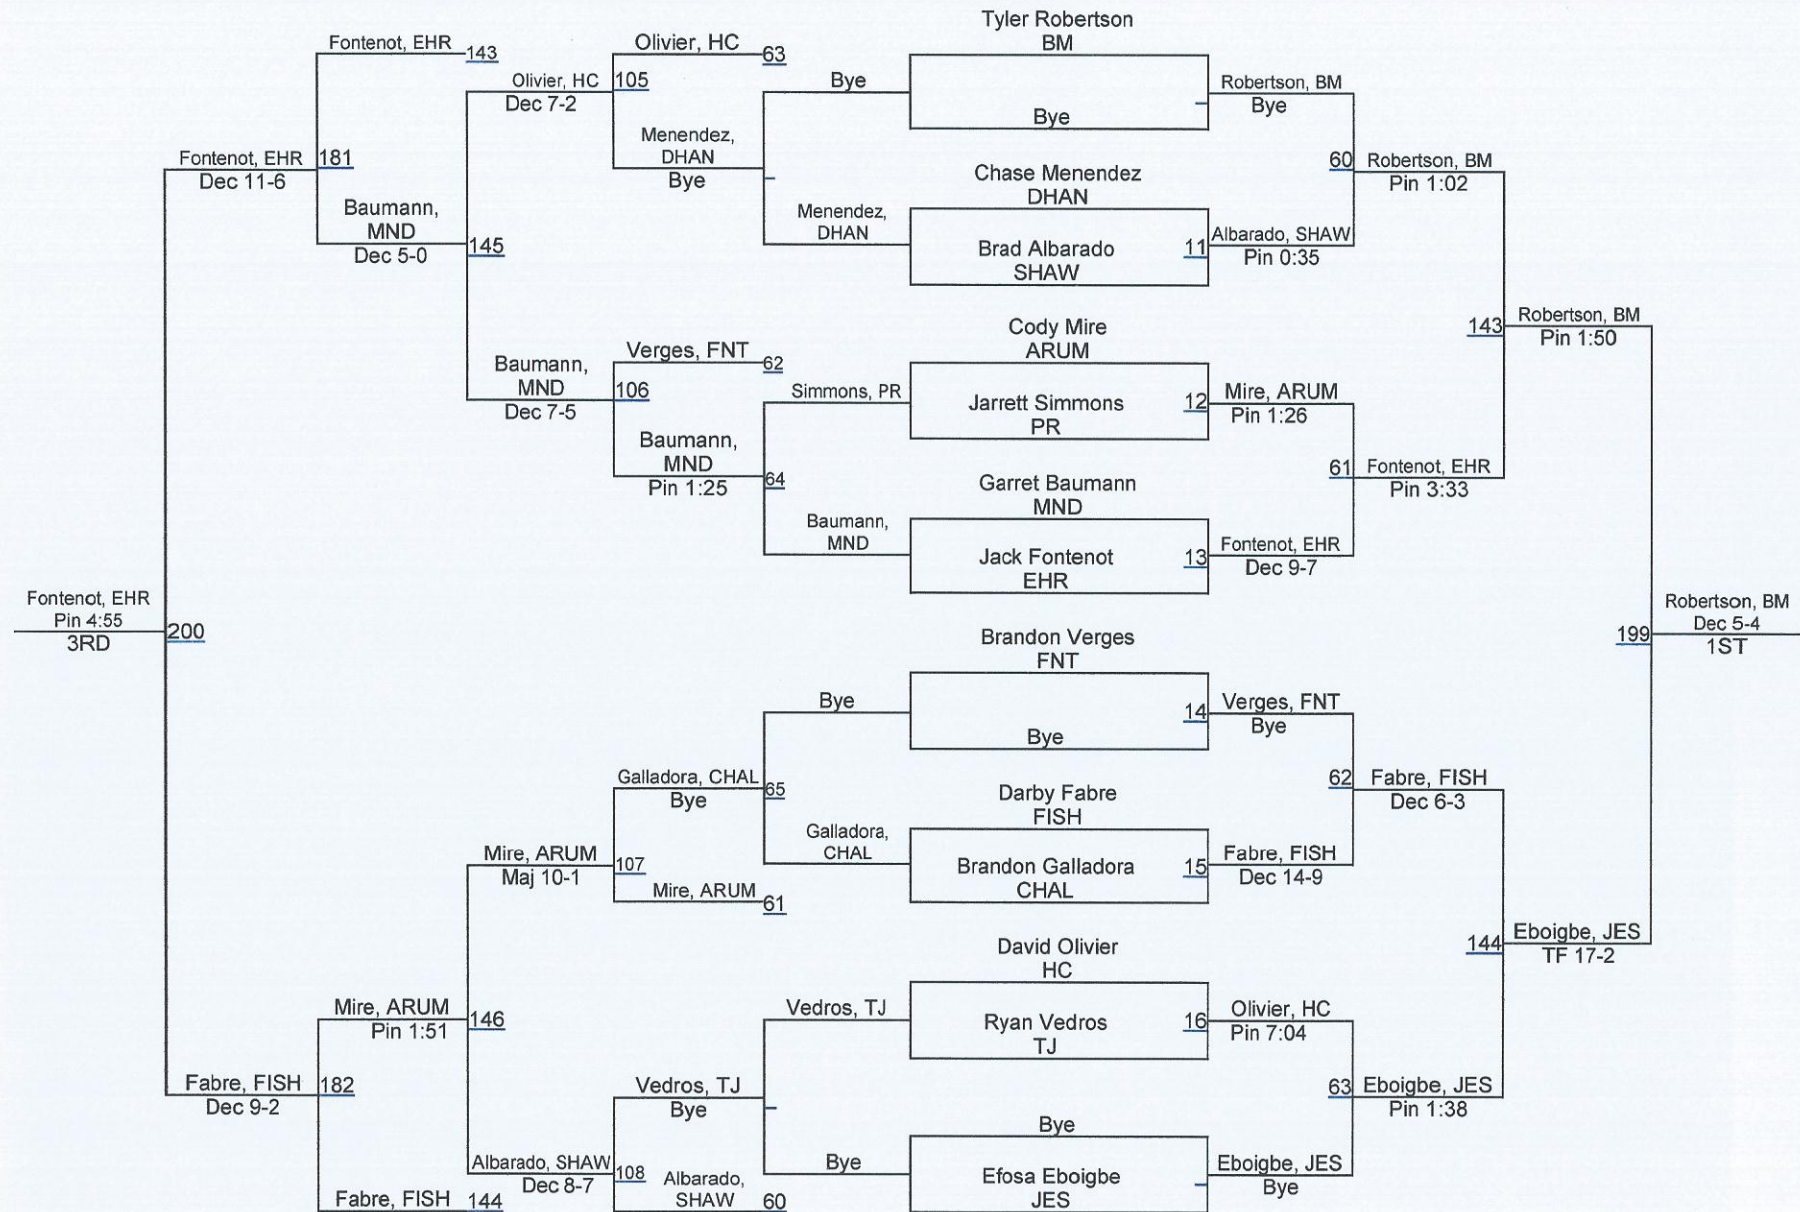 Tyler Robertson
BM
Fontenot, EHR
143
Olivier, HC
63
Olivier, HC
105
Dec 7-2
Bye
Robertson, BM
Bye
Bye
Menendez,
DHAN
Bye
Fontenot, EHR
181
Dec 11-6
60
Robertson, BM
Pin 1:02
Chase Menendez
DHAN
Baumann,
MND
Dec 5-0
145
Menendez,
DHAN
Brad Albarado
SHAW
11
Albarado, SHAW
Pin 0:35
Cody Mire
ARUM
143
Robertson, BM
Pin 1:50
Verges, FNT
62
Baumann,
MND
Dec 7-5
106
Simmons, PR
Jarrett Simmons
PR
12
Mire, ARUM
Pin 1:26
Baumann,
MND
Pin 1:25
64
61
Fontenot, EHR
Pin 3:33
Garret Baumann
MND
Baumann,
MND
Jack Fontenot
EHR
13
Fontenot, EHR
Dec 9-7
Fontenot, EHR
Pin 4:55
3RD
200
Robertson, BM
Dec 5-4
1ST
199
Brandon Verges
FNT
Bye
14
Verges, FNT
Bye
Bye
Galladora, CHAL
Bye
65
62
Fabre, FISH
Dec 6-3
Darby Fabre
FISH
Galladora,
CHAL
Brandon Galladora
CHAL
15
Fabre, FISH
Dec 14-9
Mire, ARUM
Maj 10-1
107
Mire, ARUM
61
David Olivier
HC
144
Eboigbe, JES
TF 17-2
Mire, ARUM
Pin 1:51
146
Vedros, TJ
Ryan Vedros
TJ
16
Olivier, HC
Pin 7:04
Fabre, FISH
182
Dec 9-2
Vedros, TJ
Bye
63
Eboigbe, JES
Pin 1:38
Bye
Albarado, SHAW
Dec 8-7
108
Albarado,
SHAW
60
Bye
Efosa Eboigbe
JES
Eboigbe, JES
Bye
Fabre, FISH
144